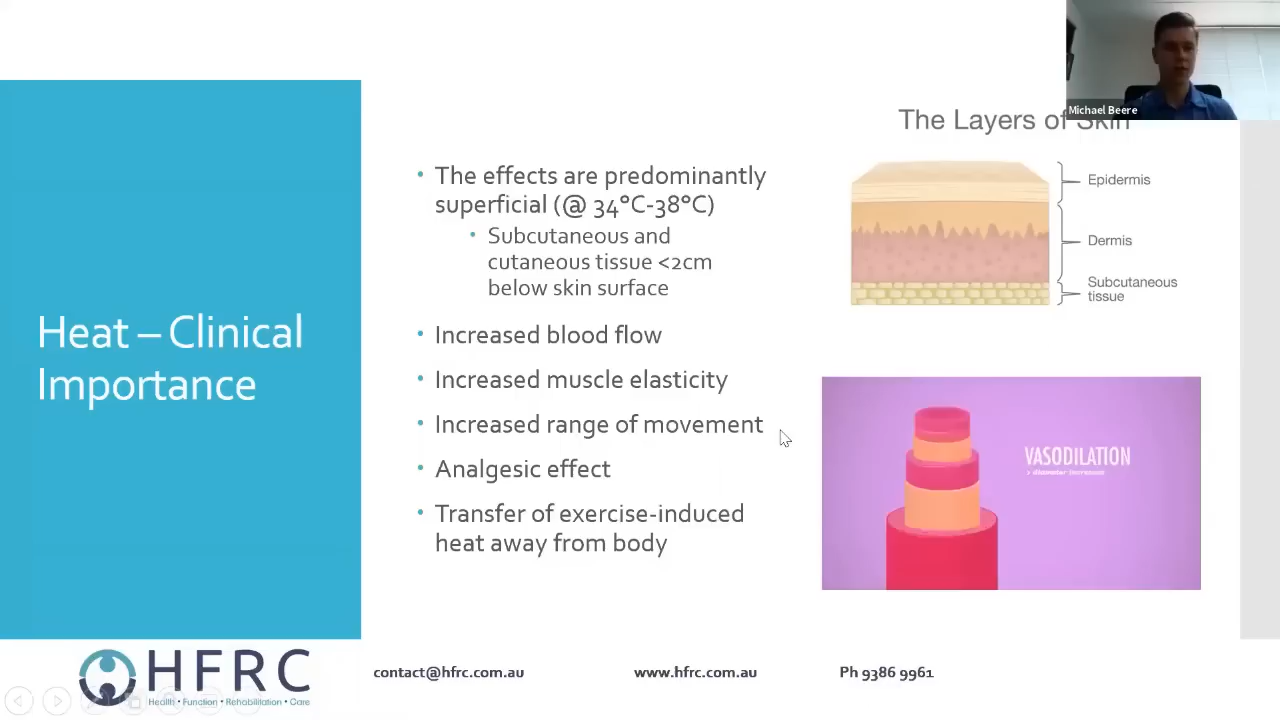 Michael Beere
Heat – Clinical
Importance
• The effects are predominantly
superficial (@ 34°C-38°C)
• Subcutaneous and
cutaneous tissue <2cm
below skin surface
• Increased blood flow
• Increased muscle elasticity
• Increased range of movement
• Analgesic effect
• Transfer of exercise-induced
heat away from body
The Layers of Skin
Epidermis
Dermis
Subcutaneous
tissue
VASODILATION
> diameter increases
HFRC
Health • Function • Rehabilitation • Care
contact@hfrc.com.au
www.hfrc.com.au
Ph 9386 9961